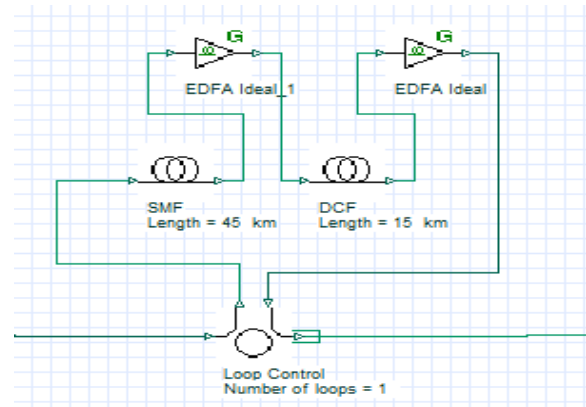 G
G
EDFA Ideal_1
EDFA Ideal
SMF
Length = 45 km
DCF
Length = 15 km
Loop Control
Number of loops = 1